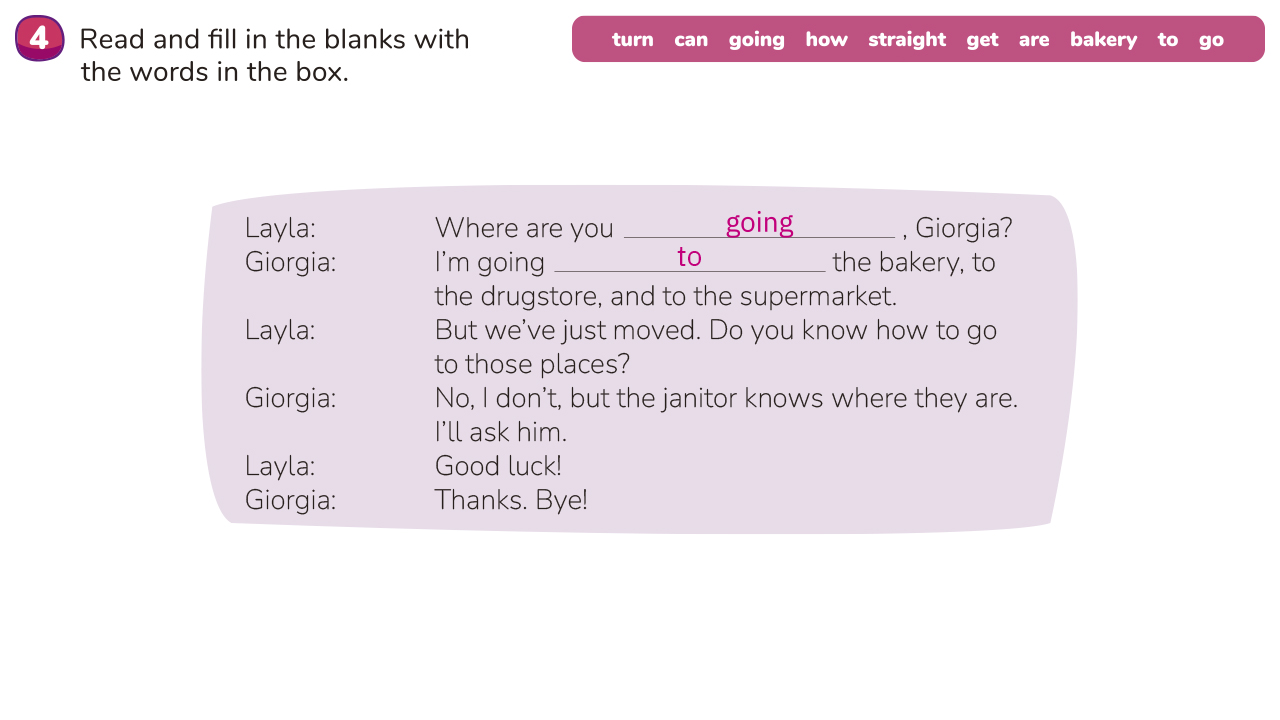 4 Read and fill in the blanks with
the words in the box.
turn can going how straight get are bakery to go
Layla: Where are you going , Giorgia?
Giorgia: I'm going to the bakery, to
the drugstore, and to the supermarket.
Layla: But we've just moved. Do you know how to go
to those places?
Giorgia: No, I don't, but the janitor knows where they are.
I'll ask him.
Layla: Good luck!
Giorgia: Thanks. Bye!